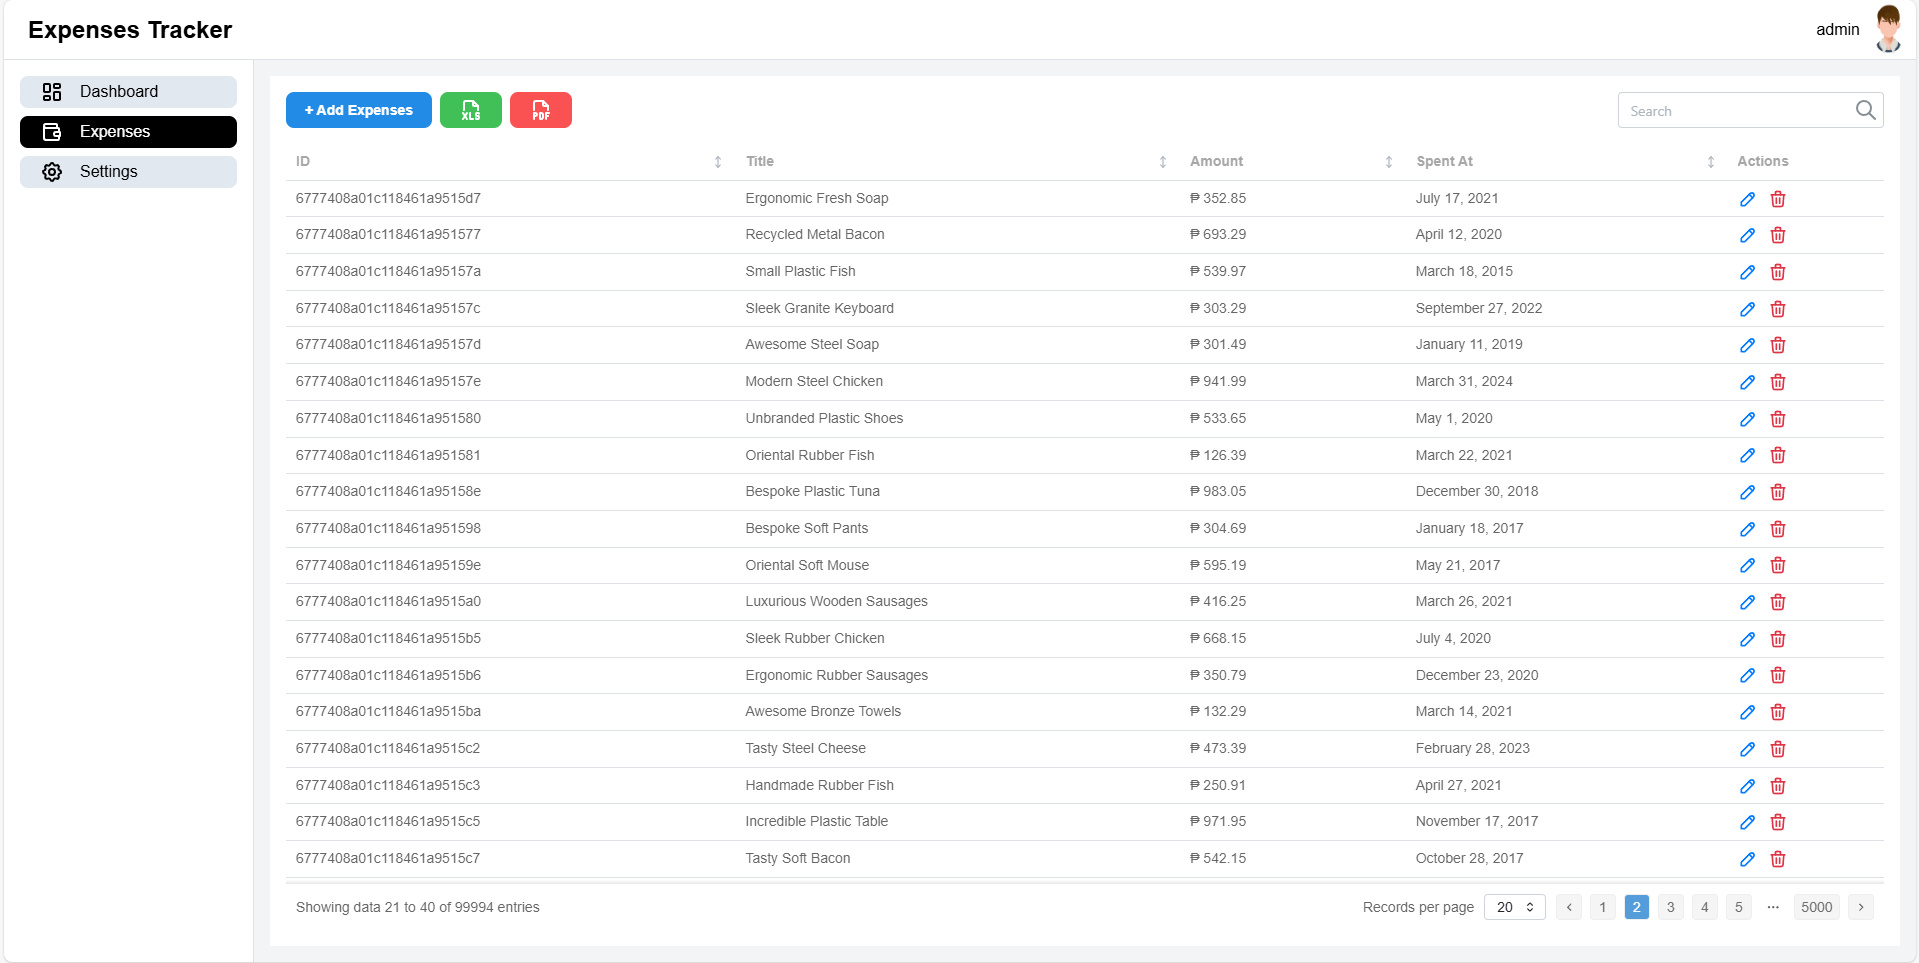 Expenses Tracker
admin
Dashboard
Expenses
Settings
+ Add Expenses
XLS
PDF
Search
ID Title Amount Spent At Actions
6777408a01c118461a9515d7 Ergonomic Fresh Soap ₱ 352.85 July 17, 2021
6777408a01c118461a951577 Recycled Metal Bacon ₱ 693.29 April 12, 2020
6777408a01c118461a95157a Small Plastic Fish ₱ 539.97 March 18, 2015
6777408a01c118461a95157c Sleek Granite Keyboard ₱ 303.29 September 27, 2022
6777408a01c118461a95157d Awesome Steel Soap ₱ 301.49 January 11, 2019
6777408a01c118461a95157e Modern Steel Chicken ₱ 941.99 March 31, 2024
6777408a01c118461a951580 Unbranded Plastic Shoes ₱ 533.65 May 1, 2020
6777408a01c118461a951581 Oriental Rubber Fish ₱ 126.39 March 22, 2021
6777408a01c118461a95158e Bespoke Plastic Tuna ₱ 983.05 December 30, 2018
6777408a01c118461a951598 Bespoke Soft Pants ₱ 304.69 January 18, 2017
6777408a01c118461a95159e Oriental Soft Mouse ₱ 595.19 May 21, 2017
6777408a01c118461a9515a0 Luxurious Wooden Sausages ₱ 416.25 March 26, 2021
6777408a01c118461a9515b5 Sleek Rubber Chicken ₱ 668.15 July 4, 2020
6777408a01c118461a9515b6 Ergonomic Rubber Sausages ₱ 350.79 December 23, 2020
6777408a01c118461a9515ba Awesome Bronze Towels ₱ 132.29 March 14, 2021
6777408a01c118461a9515c2 Tasty Steel Cheese ₱ 473.39 February 28, 2023
6777408a01c118461a9515c3 Handmade Rubber Fish ₱ 250.91 April 27, 2021
6777408a01c118461a9515c5 Incredible Plastic Table ₱ 971.95 November 17, 2017
6777408a01c118461a9515c7 Tasty Soft Bacon ₱ 542.15 October 28, 2017
Showing data 21 to 40 of 99994 entries
Records per page 20 1 2 3 4 5 ... 5000